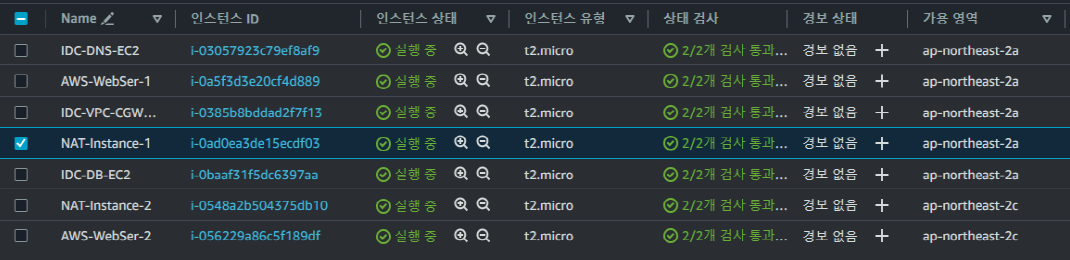 Name 인스턴스 ID 인스턴스 상태 인스턴스 유형 상태 검사 경보 상태 가용 영역
IDC-DNS-EC2 i-03057923c79ef8af9 실행 중 t2.micro 2/2개 검사 통과... 경보 없음 + ap-northeast-2a
AWS-WebSer-1 i-0a5f3d3e20cf4d889 실행 중 t2.micro 2/2개 검사 통과... 경보 없음 + ap-northeast-2a
IDC-VPC-CGW... i-0385b8bddad2f7f13 실행 중 t2.micro 2/2개 검사 통과... 경보 없음 + ap-northeast-2a
NAT-Instance-1 i-0ad0ea3de15ecdf03 실행 중 t2.micro 2/2개 검사 통과... 경보 없음 + ap-northeast-2a
IDC-DB-EC2 i-0baaf31f5dc6397aa 실행 중 t2.micro 2/2개 검사 통과... 경보 없음 + ap-northeast-2a
NAT-Instance-2 i-0548a2b504375db10 실행 중 t2.micro 2/2개 검사 통과... 경보 없음 + ap-northeast-2c
AWS-WebSer-2 i-056229a86c5f189df 실행 중 t2.micro 2/2개 검사 통과... 경보 없음 + ap-northeast-2c